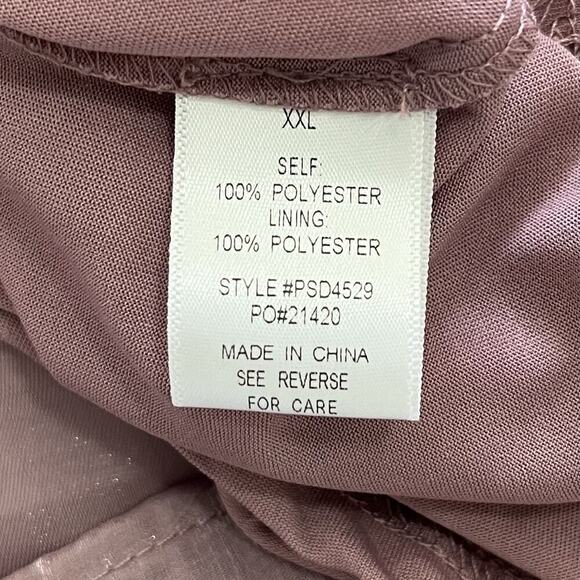 XXL
SELF:
100% POLYESTER
LINING:
100% POLYESTER
STYLE #PSD4529
PO#21420
MADE IN CHINA
SEE REVERSE
FOR CARE